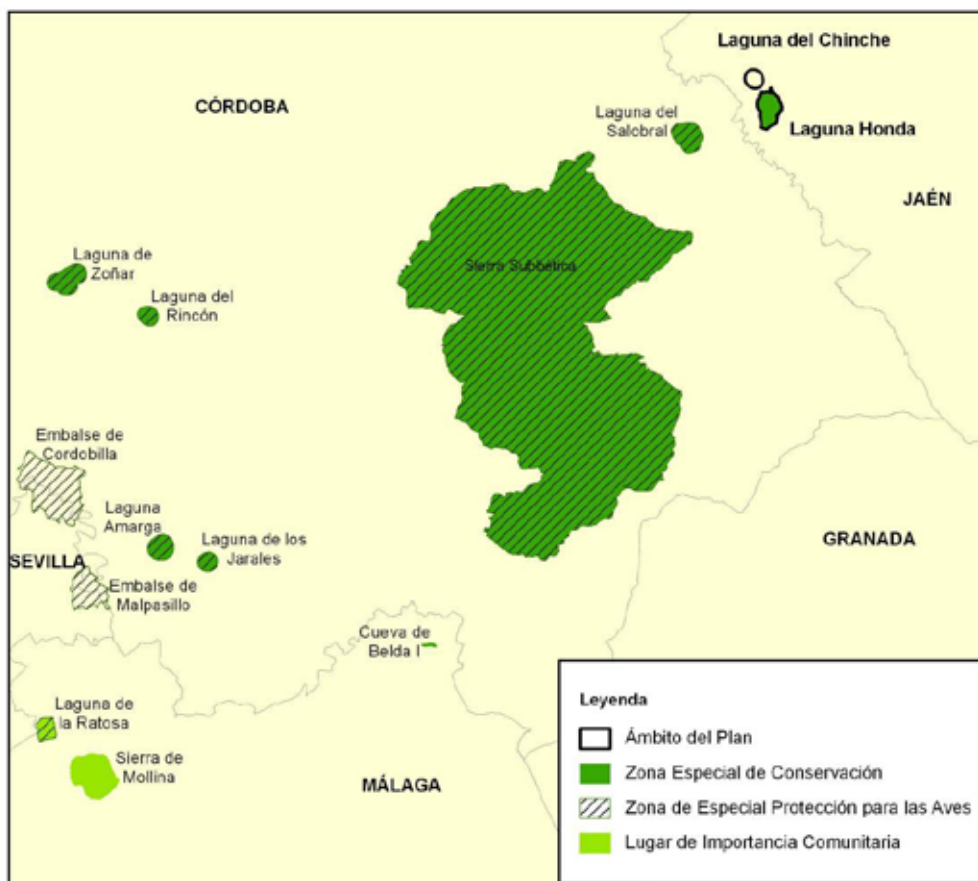 Laguna del Chinche
CÓRDOBA
Laguna del
Salobral
Laguna Honda
JAÉN
Laguna de
Zoñar
Sierra Subbética
Laguna del
Rincón
Embalse de
Cordobilla
Laguna
Amarga
Laguna de los
Jarales
GRANADA
SEVILLA
Embalse de
Malpasillo
Cueva de
Belda I
Laguna de
la Ratosa
Sierra de
Mollina
MÁLAGA
Leyenda
Ámbito del Plan
Zona Especial de Conservación
Zona de Especial Protección para las Aves
Lugar de Importancia Comunitaria